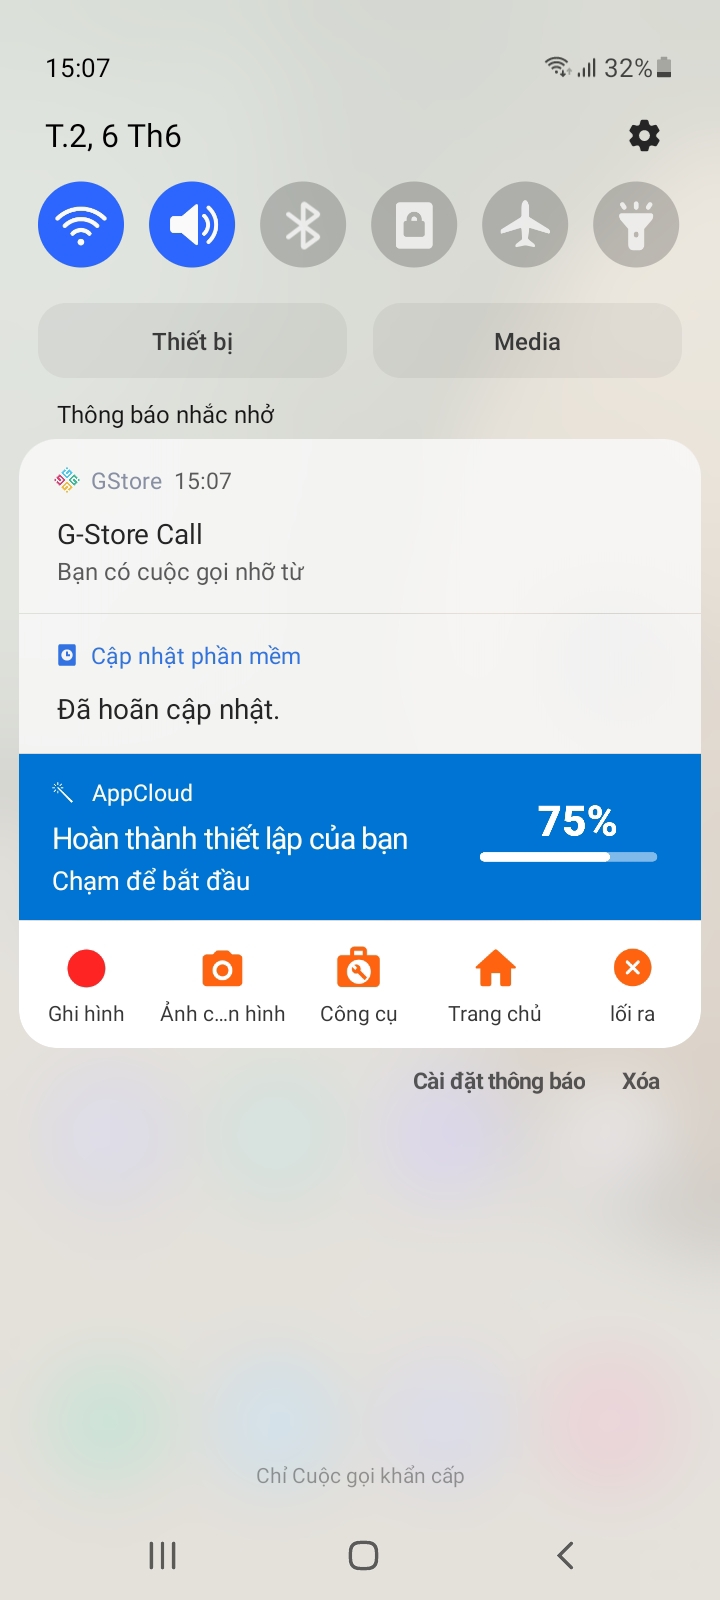 15:07
32%
T.2, 6 Th6
Thiết bị
Media
Thông báo nhắc nhở
GStore 15:07
G-Store Call
Bạn có cuộc gọi nhỡ từ
Cập nhật phần mềm
Đã hoãn cập nhật.
AppCloud
75%
Hoàn thành thiết lập của bạn
Chạm để bắt đầu
Ghi hình
Ảnh c...n hình
Công cụ
Trang chủ
lối ra
Cài đặt thông báo
Xóa
Chỉ Cuộc gọi khẩn cấp